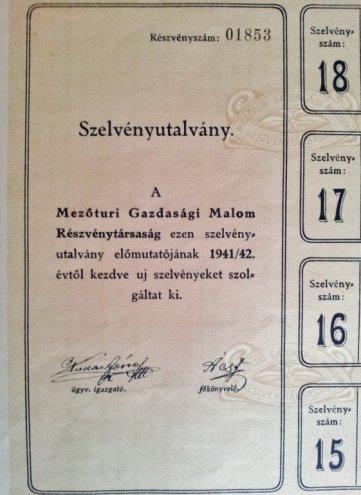 Részvényszám: 01853
Szelvényutalvány.
A
Mezőturi Gazdasági Malom
Részvénytársaság ezen szelvény-
utalvány előmutatójának 1941/42.
évtől kezdve uj szelvényeket szol-
gáltat ki.
ügyv. igazgató.
főkönyvelő.
Szelvény-
szám:
18
Szelvény-
szám:
17
Szelvény-
szám:
16
Szelvény-
szám:
15